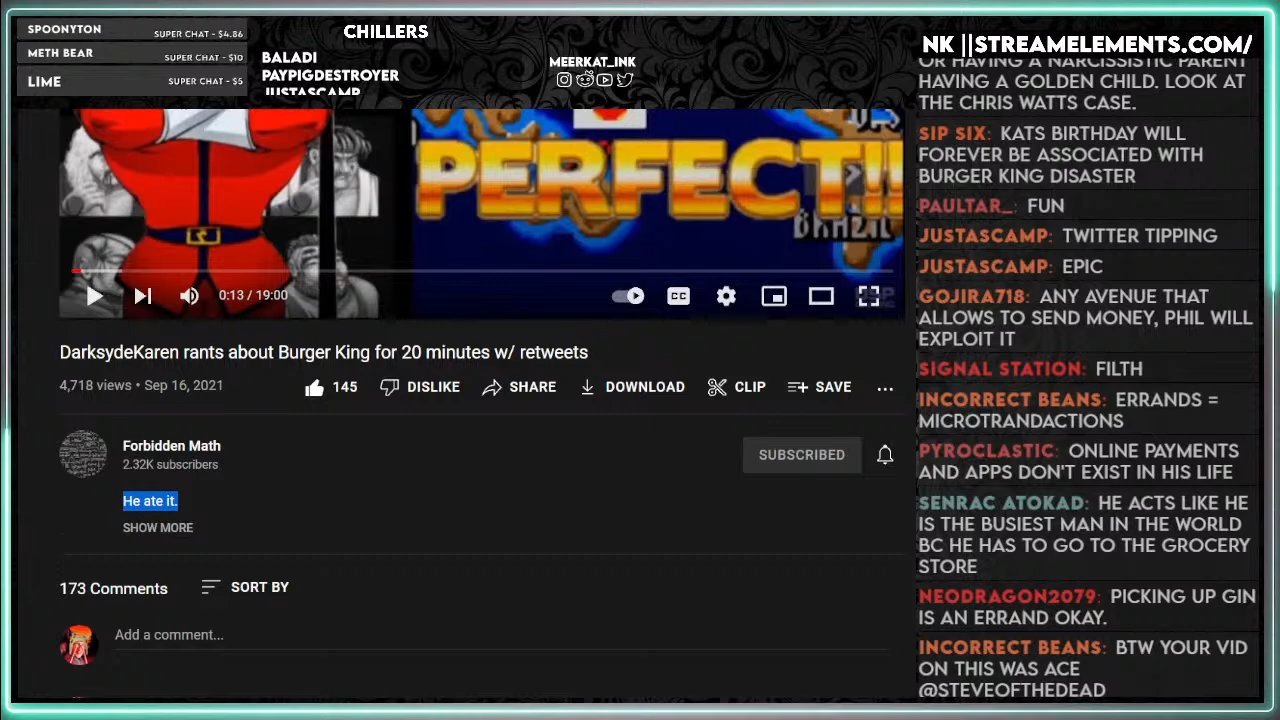 SPOONYTON SUPER CHAT - $4.86
METH BEAR SUPER CHAT - $10
LIME SUPER CHAT - $5
CHILLERS
BALADI
PAYPIGDESTROYER
JUSTASCAMP
MEERKAT_INK
NK ||STREAMELEMENTS.COM/
PERFECT!!
BRAZIL
0:13 / 19:00
CC
DarksydeKaren rants about Burger King for 20 minutes w/ retweets
4,718 views • Sep 16, 2021
145 DISLIKE SHARE DOWNLOAD CLIP SAVE ...
Forbidden Math
2.32K subscribers
SUBSCRIBED
He ate it.
SHOW MORE
173 Comments SORT BY
Add a comment...
OR HAVING A NARCISSISTIC PARENT
HAVING A GOLDEN CHILD. LOOK AT
THE CHRIS WATTS CASE.
SIP SIX: KATS BIRTHDAY WILL
FOREVER BE ASSOCIATED WITH
BURGER KING DISASTER
PAULTAR_: FUN
JUSTASCAMP: TWITTER TIPPING
JUSTASCAMP: EPIC
GOJIRA718: ANY AVENUE THAT
ALLOWS TO SEND MONEY, PHIL WILL
EXPLOIT IT
SIGNAL STATION: FILTH
INCORRECT BEANS: ERRANDS =
MICROTRANDACTIONS
PYROCLASTIC: ONLINE PAYMENTS
AND APPS DON'T EXIST IN HIS LIFE
SENRAC ATOKAD: HE ACTS LIKE HE
IS THE BUSIEST MAN IN THE WORLD
BC HE HAS TO GO TO THE GROCERY
STORE
NEODRAGON2079: PICKING UP GIN
IS AN ERRAND OKAY.
INCORRECT BEANS: BTW YOUR VID
ON THIS WAS ACE
@STEVEOFTHEDEAD